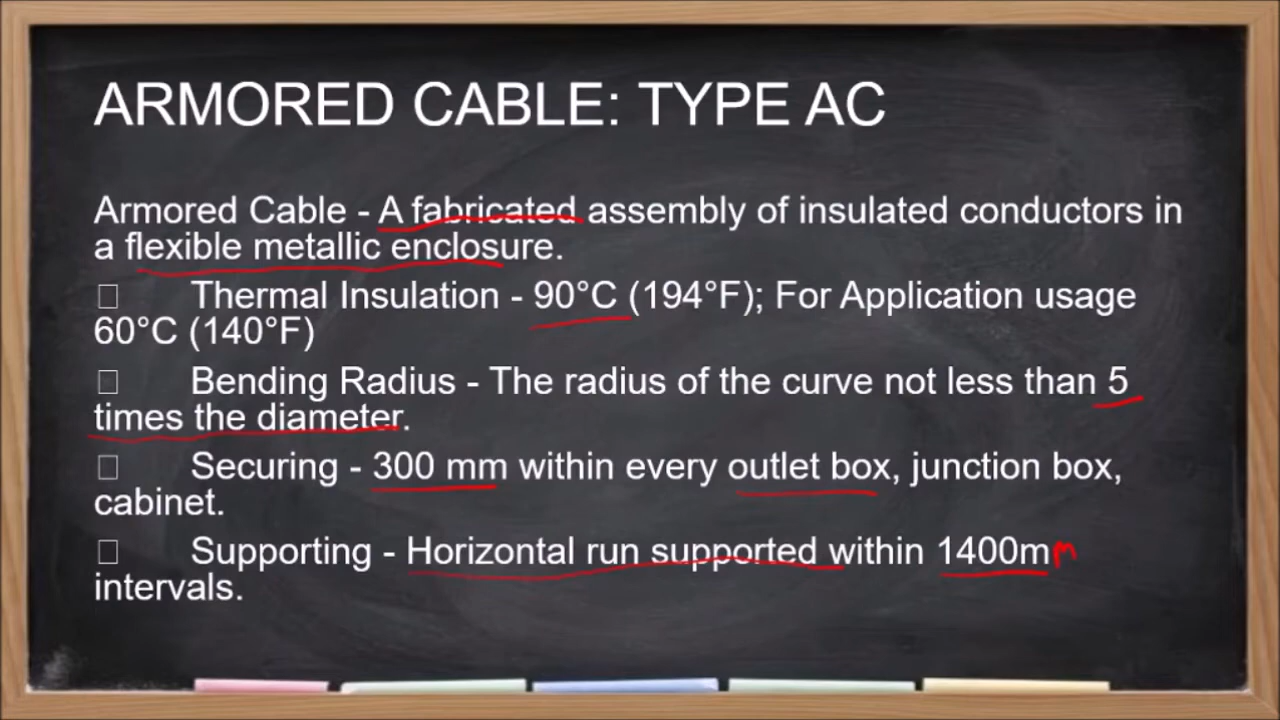 ARMORED CABLE: TYPE AC
Armored Cable - A fabricated assembly of insulated conductors in
a flexible metallic enclosure.
Thermal Insulation - 90°C (194°F); For Application usage
60°C (140°F)
Bending Radius - The radius of the curve not less than 5
times the diameter.
Securing - 300 mm within every outlet box, junction box,
cabinet.
Supporting - Horizontal run supported within 1400mm
intervals.